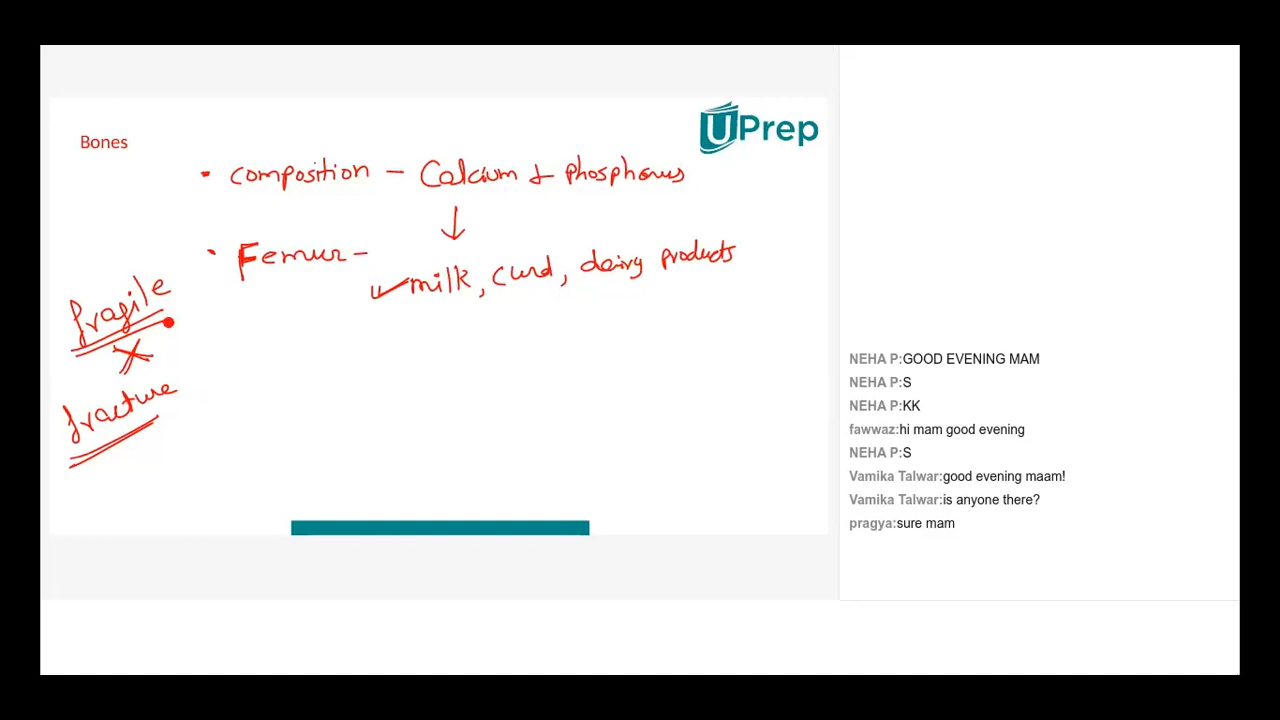 UPrep
Bones
• composition – Calcium & phosphorus
• Femur –
milk, curd, dairy products
fragile
fracture
NEHA P:GOOD EVENING MAM
NEHA P:S
NEHA P:KK
fawwaz:hi mam good evening
NEHA P:S
Vamika Talwar:good evening maam!
Vamika Talwar:is anyone there?
pragya:sure mam